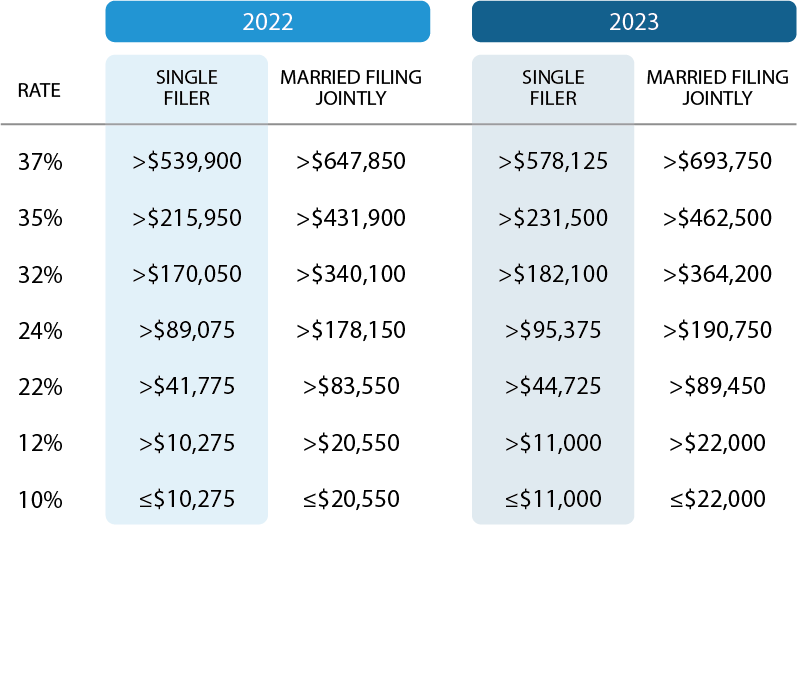 2022 2023
RATE SINGLE FILER MARRIED FILING JOINTLY SINGLE FILER MARRIED FILING JOINTLY
37% >$539,900 >$647,850 >$578,125 >$693,750
35% >$215,950 >$431,900 >$231,500 >$462,500
32% >$170,050 >$340,100 >$182,100 >$364,200
24% >$89,075 >$178,150 >$95,375 >$190,750
22% >$41,775 >$83,550 >$44,725 >$89,450
12% >$10,275 >$20,550 >$11,000 >$22,000
10% ≤$10,275 ≤$20,550 ≤$11,000 ≤$22,000